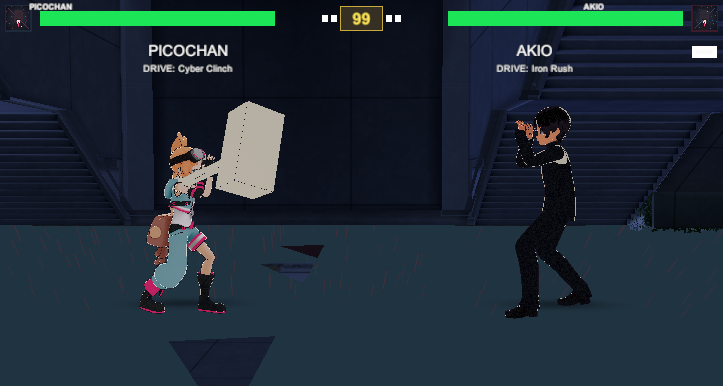 PICOCHAN
99
AKIO
PICOCHAN
DRIVE: Cyber Clinch
AKIO
DRIVE: Iron Rush